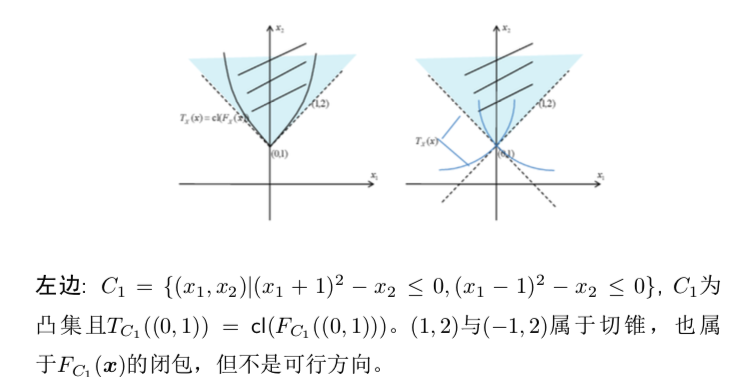 x₂
x₂
(1,2)
(1,2)
T_X(x) = cl(F_X(x))
T_X(x)
(0,1)
(0,1)
x₁
x₁
左边: C₁ = {(x₁, x₂)|(x₁ + 1)² − x₂ ≤ 0, (x₁ − 1)² − x₂ ≤ 0}, C₁为
凸集且T_{C₁}((0, 1)) = cl(F_{C₁}((0, 1)))。(1, 2)与(−1, 2)属于切锥，也属
于F_{C₁}(x)的闭包，但不是可行方向。